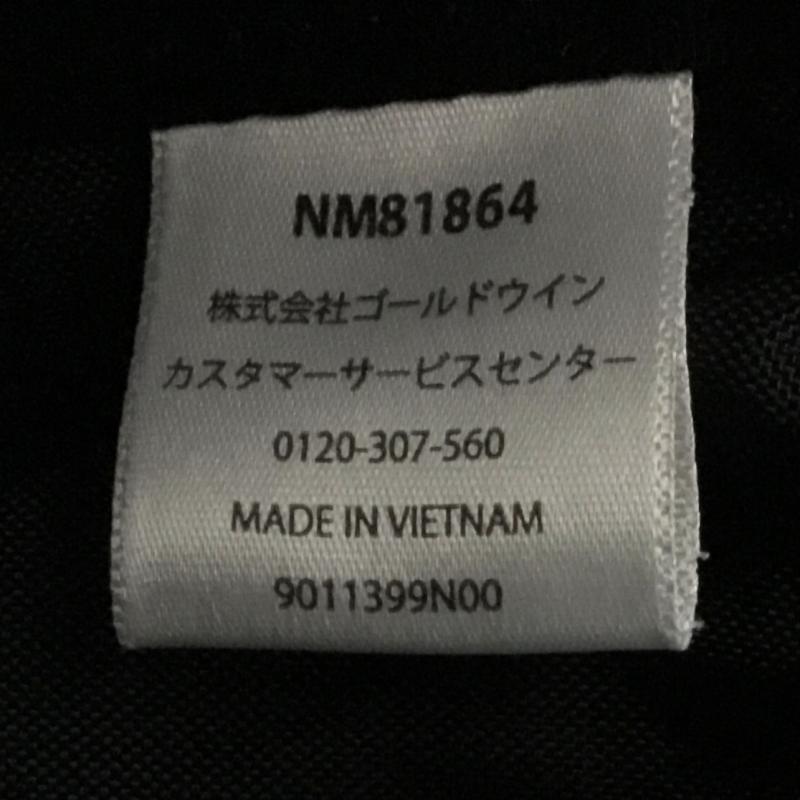 NM81864
株式会社ゴールドウイン
カスタマーサービスセンター
0120-307-560
MADE IN VIETNAM
9011399N00